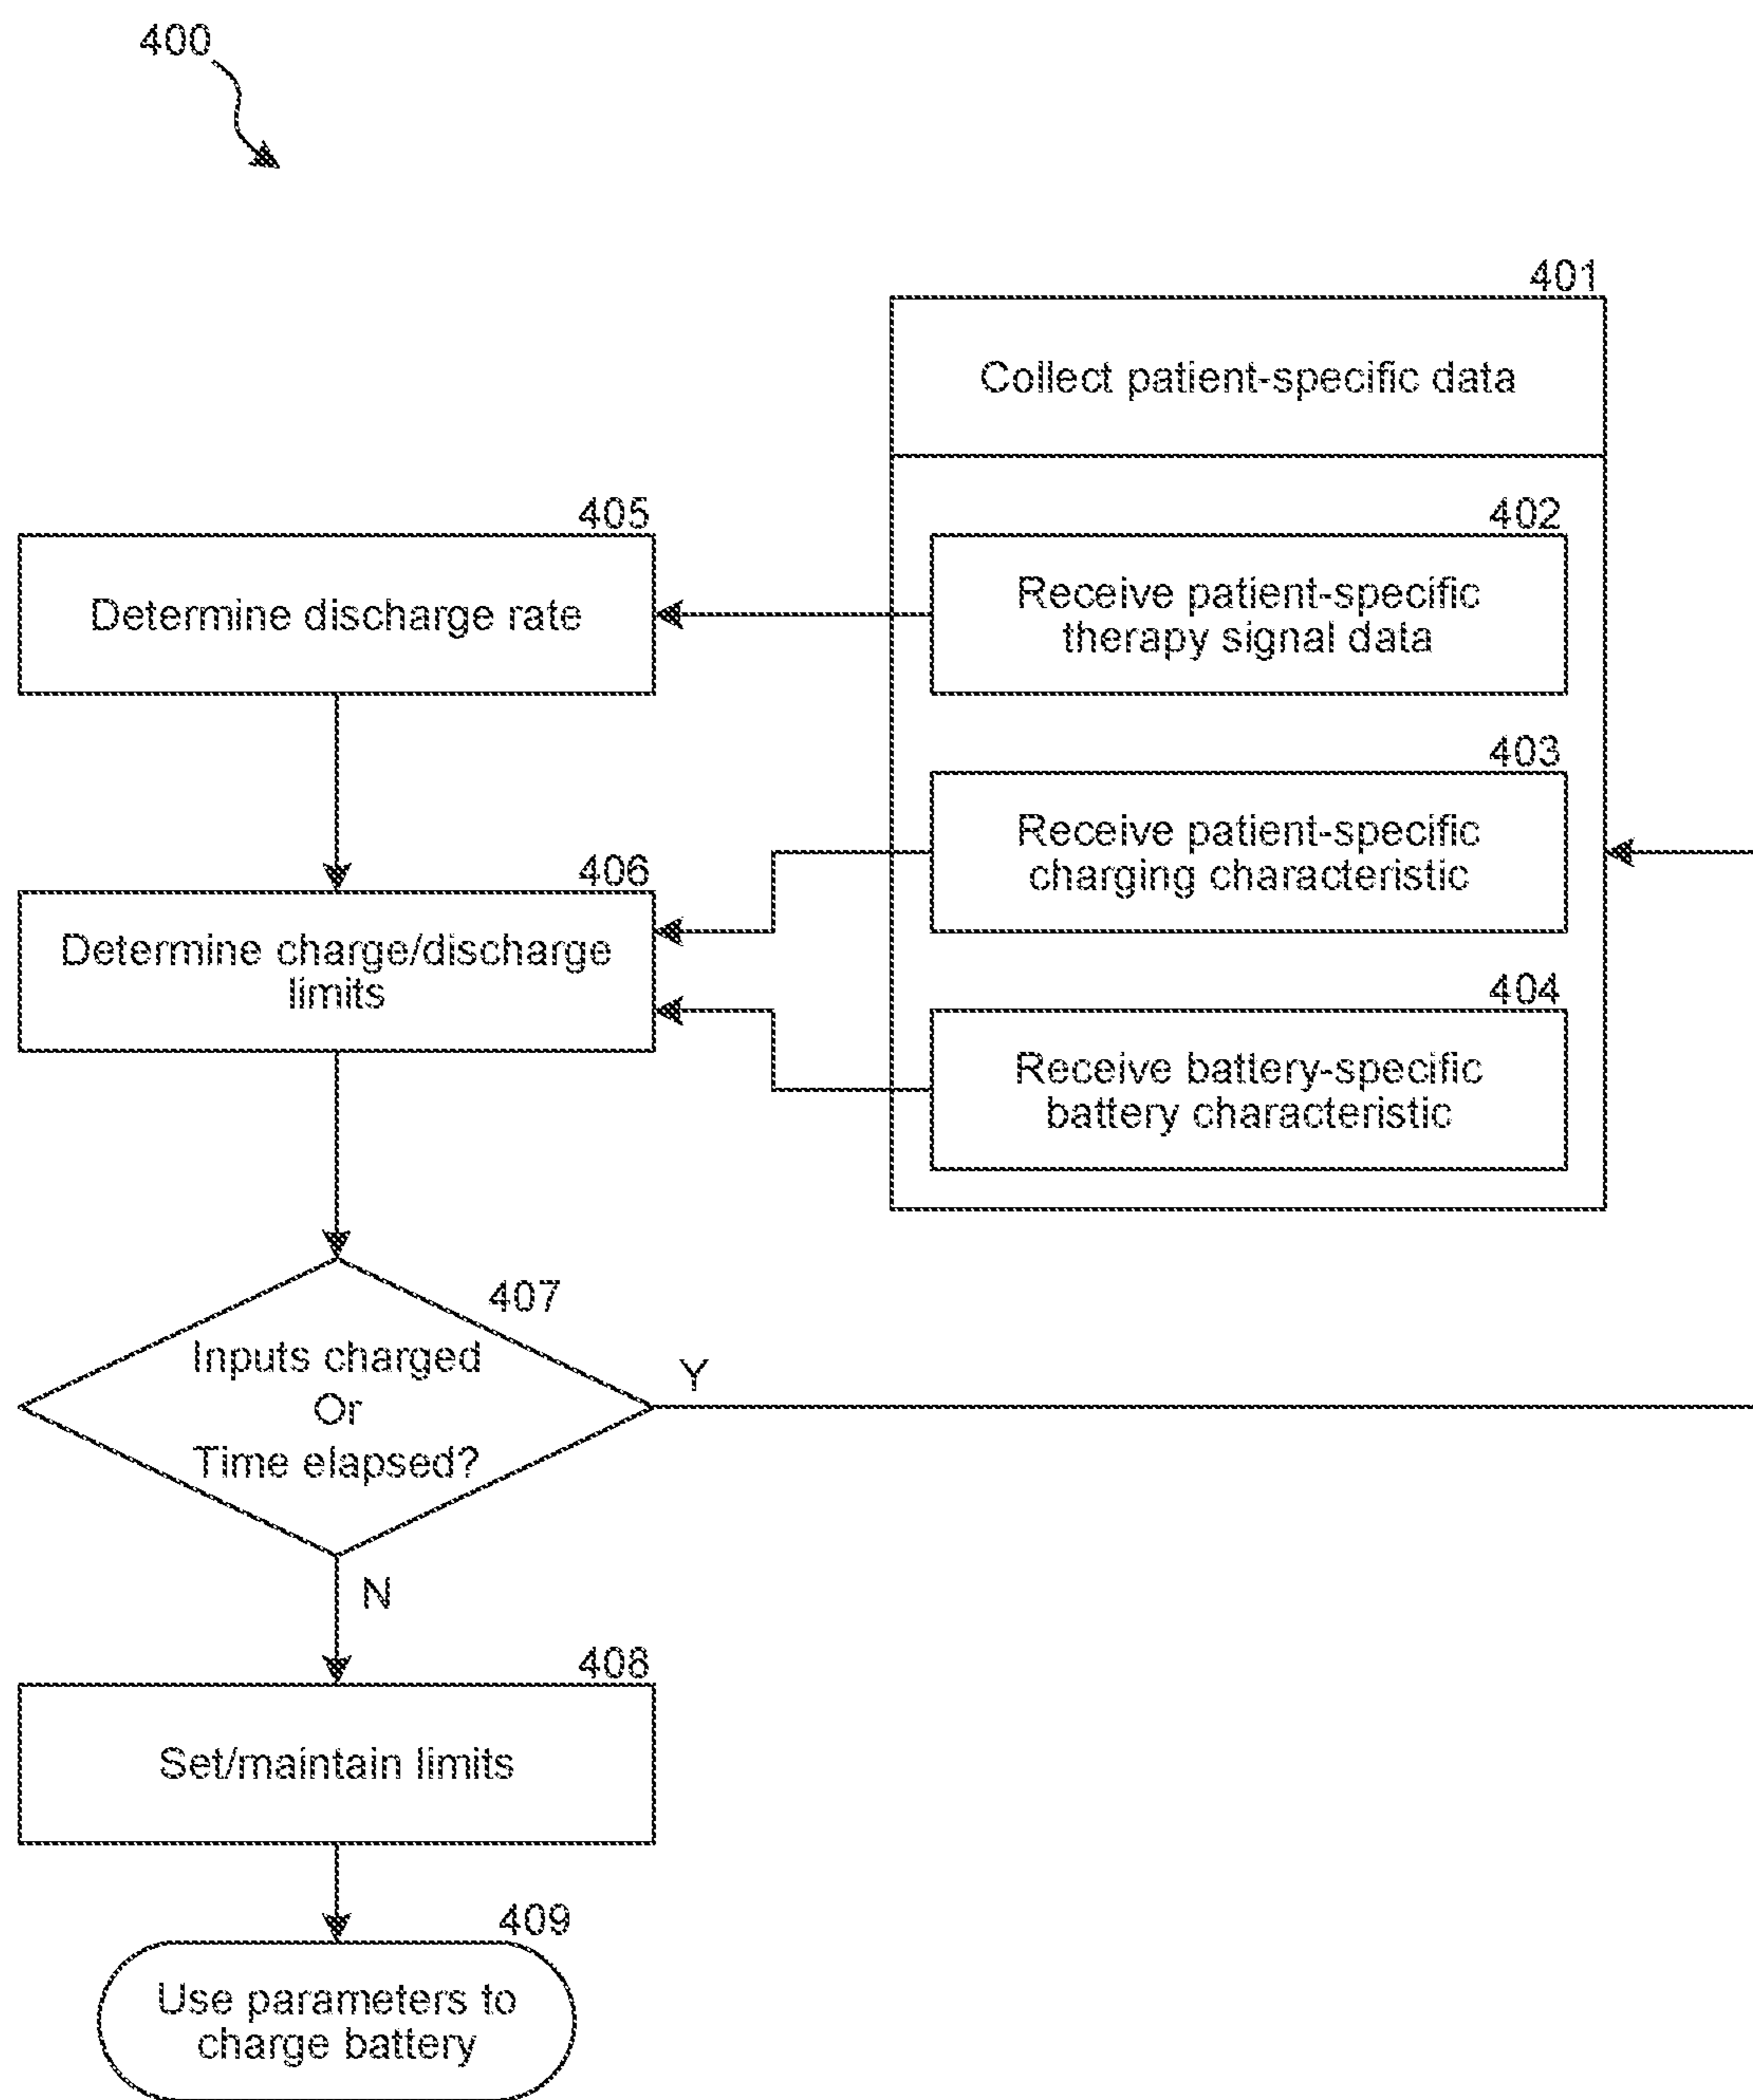 400
401
Collect patient-specific data
405
Determine discharge rate
402
Receive patient-specific
therapy signal data
403
Receive patient-specific
charging characteristic
406
Determine charge/discharge
limits
404
Receive battery-specific
battery characteristic
407
Inputs charged
Or
Time elapsed?
Y
N
408
Set/maintain limits
409
Use parameters to
charge battery